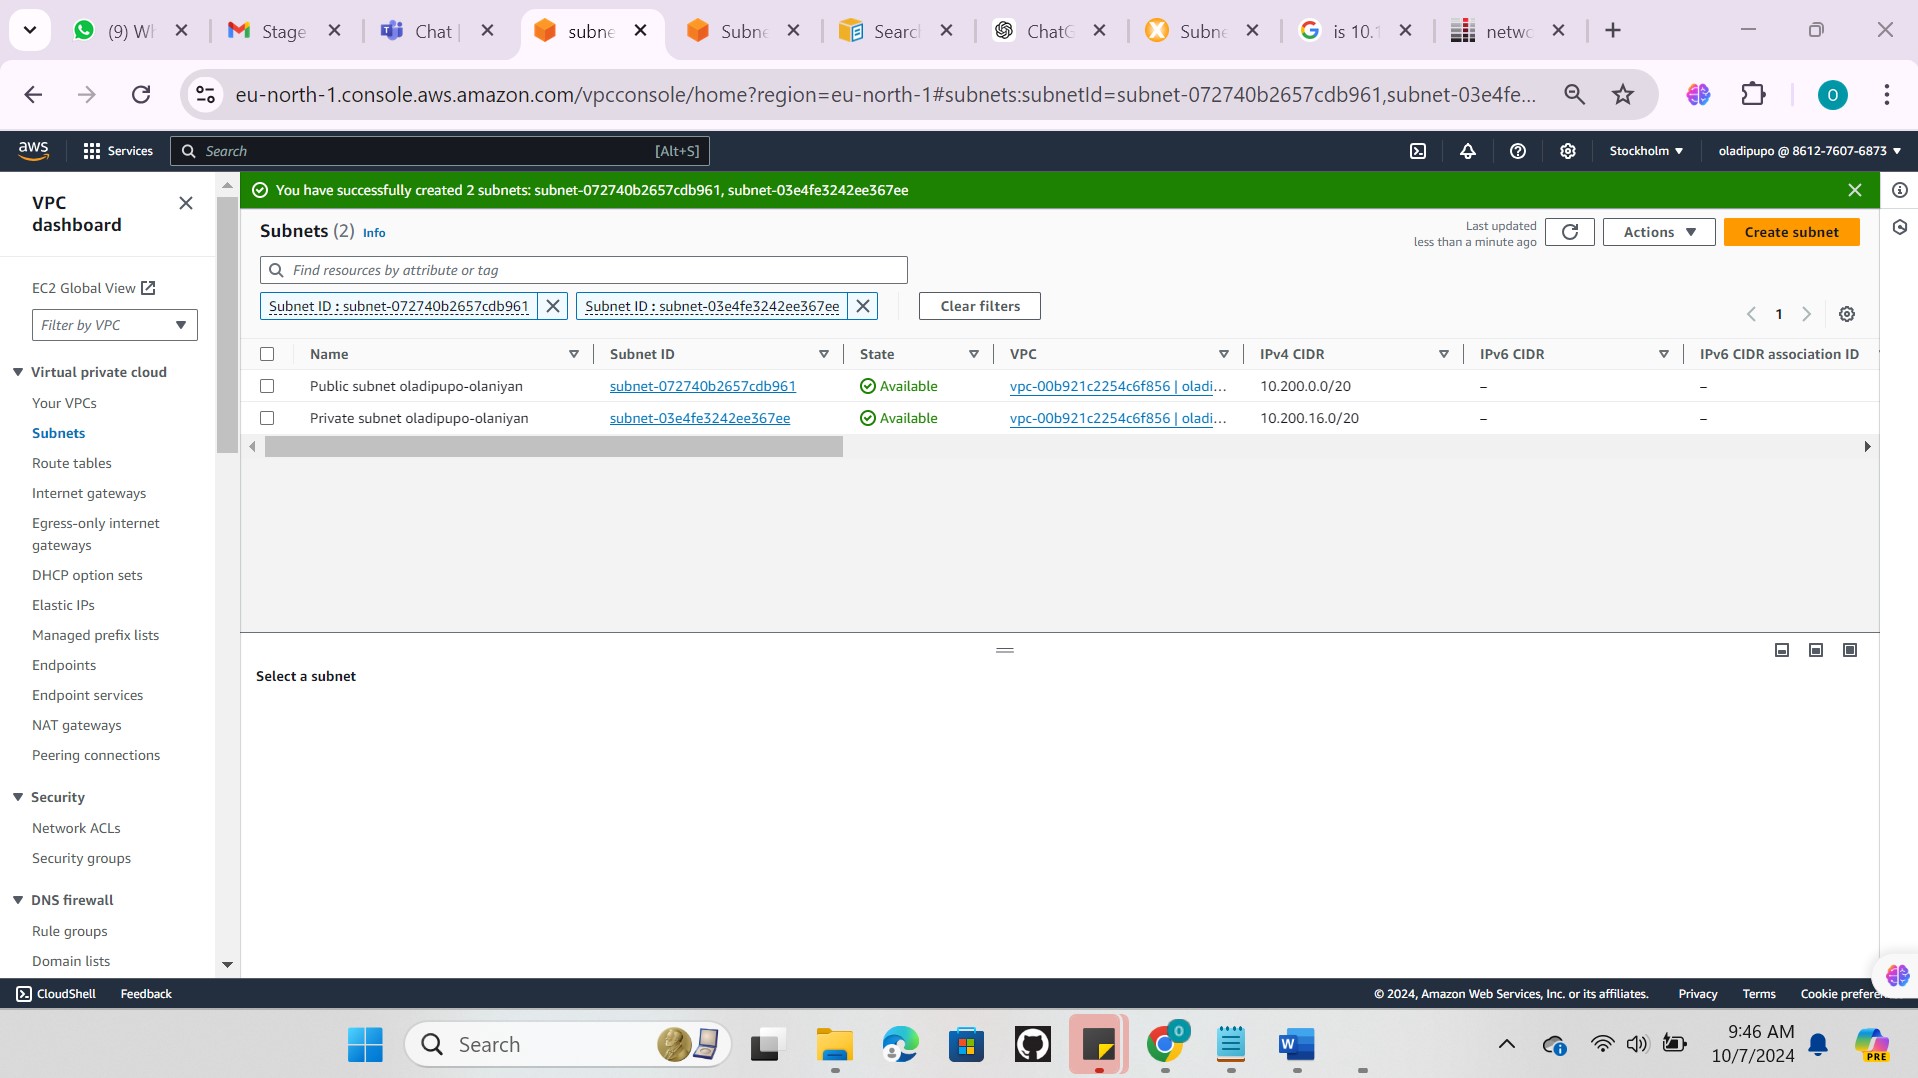 (9) Wh
Stage
Chat |
subne
Subne
Searcl
ChatG
Subne
is 10.1
netwo
eu-north-1.console.aws.amazon.com/vpcconsole/home?region=eu-north-1#subnets:subnetId=subnet-072740b2657cdb961,subnet-03e4fe...
O
aws
Services
Search
[Alt+S]
Stockholm
oladipupo @ 8612-7607-6873
VPC
dashboard
EC2 Global View
Filter by VPC
Virtual private cloud
Your VPCs
Subnets
Route tables
Internet gateways
Egress-only internet
gateways
DHCP option sets
Elastic IPs
Managed prefix lists
Endpoints
Endpoint services
NAT gateways
Peering connections
Security
Network ACLs
Security groups
DNS firewall
Rule groups
Domain lists
You have successfully created 2 subnets: subnet-072740b2657cdb961, subnet-03e4fe3242ee367ee
Subnets (2) Info
Last updated
less than a minute ago
Actions
Create subnet
Find resources by attribute or tag
Subnet ID : subnet-072740b2657cdb961
Subnet ID : subnet-03e4fe3242ee367ee
Clear filters
1
Name Subnet ID State VPC IPv4 CIDR IPv6 CIDR IPv6 CIDR association ID
Public subnet oladipupo-olaniyan subnet-072740b2657cdb961 Available vpc-00b921c2254c6f856 | oladi... 10.200.0.0/20 – –
Private subnet oladipupo-olaniyan subnet-03e4fe3242ee367ee Available vpc-00b921c2254c6f856 | oladi... 10.200.16.0/20 – –
Select a subnet
CloudShell
Feedback
© 2024, Amazon Web Services, Inc. or its affiliates.
Privacy
Terms
Cookie prefere
Search
O
W
9:46 AM
10/7/2024
PRE